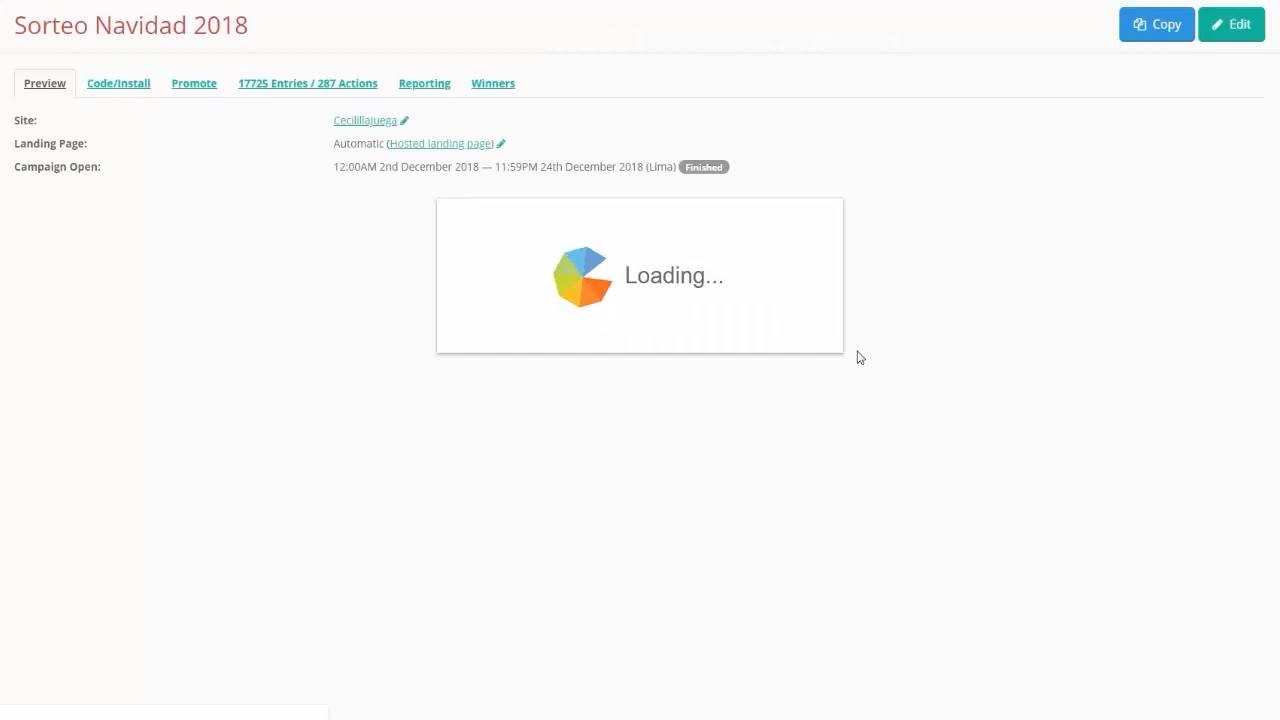 Sorteo Navidad 2018
Copy
Edit
Preview
Code/Install
Promote
17725 Entries / 287 Actions
Reporting
Winners
Site: Cecilillajuega
Landing Page: Automatic (Hosted landing page)
Campaign Open: 12:00AM 2nd December 2018 — 11:59PM 24th December 2018 (Lima) Finished
Loading...